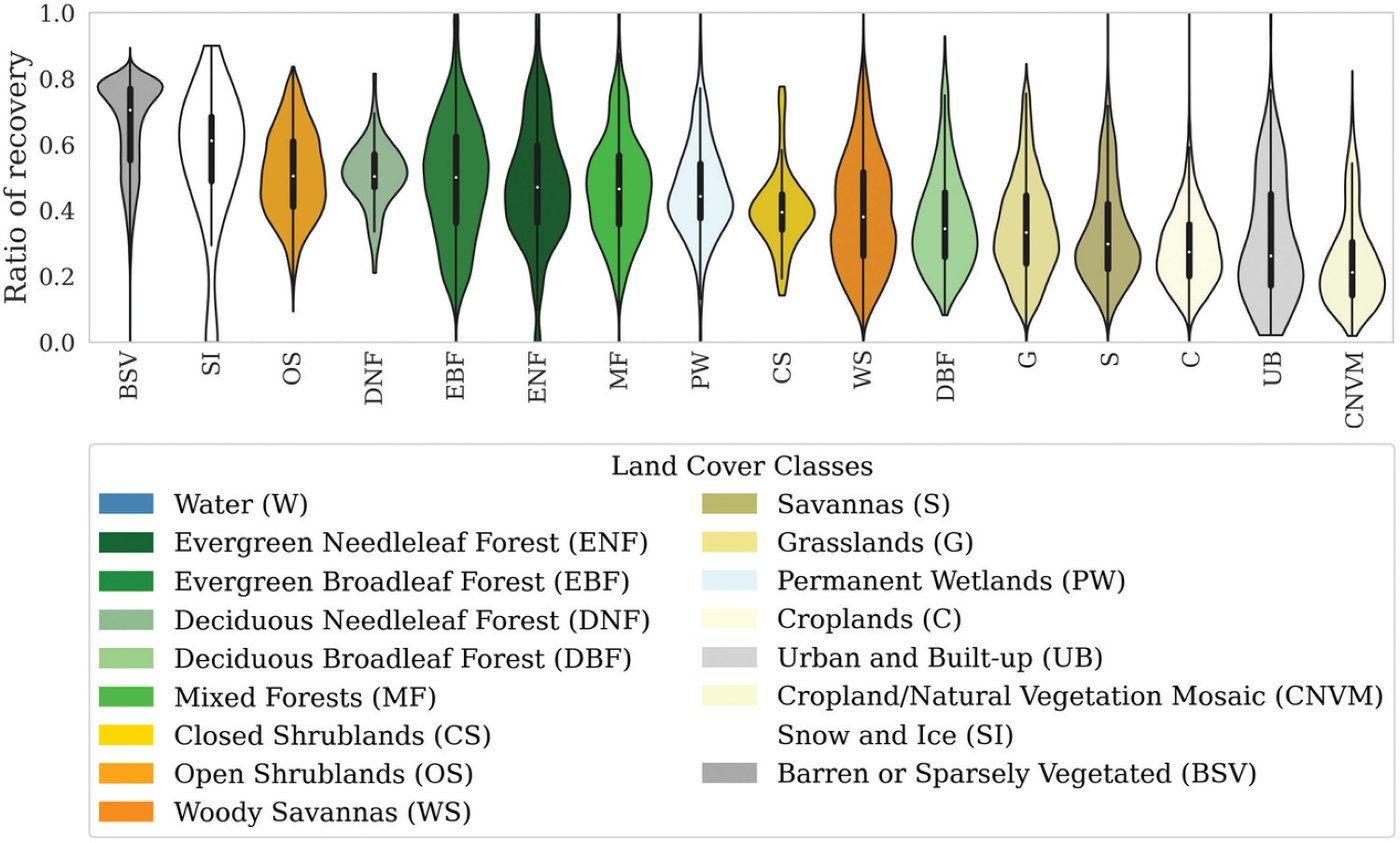 Ratio of recovery
1.0
0.8
0.6
0.4
0.2
0.0
BSV
SI
OS
DNF
EBF
ENF
MF
PW
CS
WS
DBF
G
S
C
UB
CNVM
Land Cover Classes
Water (W)
Evergreen Needleleaf Forest (ENF)
Evergreen Broadleaf Forest (EBF)
Deciduous Needleleaf Forest (DNF)
Deciduous Broadleaf Forest (DBF)
Mixed Forests (MF)
Closed Shrublands (CS)
Open Shrublands (OS)
Woody Savannas (WS)
Savannas (S)
Grasslands (G)
Permanent Wetlands (PW)
Croplands (C)
Urban and Built-up (UB)
Cropland/Natural Vegetation Mosaic (CNVM)
Snow and Ice (SI)
Barren or Sparsely Vegetated (BSV)